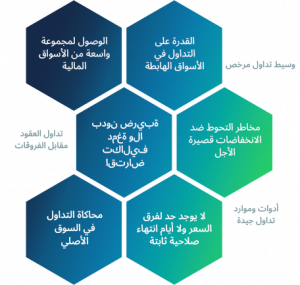 الوصول لمجموعة
واسعة من الأسواق
المالية
القدرة على
التداول في
الأسواق الهابطة
وسيط تداول مرخص
ةبيرض نودب
ةغمد الو
فيلاكت
ضارتقا
مخاطر التحوط ضد
الانخفاضات قصيرة
الأجل
تداول العقود
مقابل الفروقات
أدوات وموارد
تداول جيدة
محاكاة التداول
في السوق
الأصلي
لا يوجد حد لفرق
السعر ولا أيام انتهاء
صلاحية ثابتة